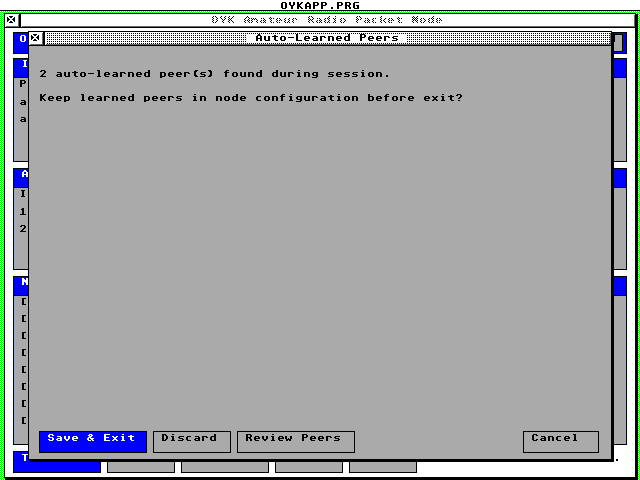 OYKAPP.PRG
OYK Amateur Radio Packet Node
Auto-Learned Peers
2 auto-learned peer(s) found during session.
Keep learned peers in node configuration before exit?
Save & Exit
Discard
Review Peers
Cancel